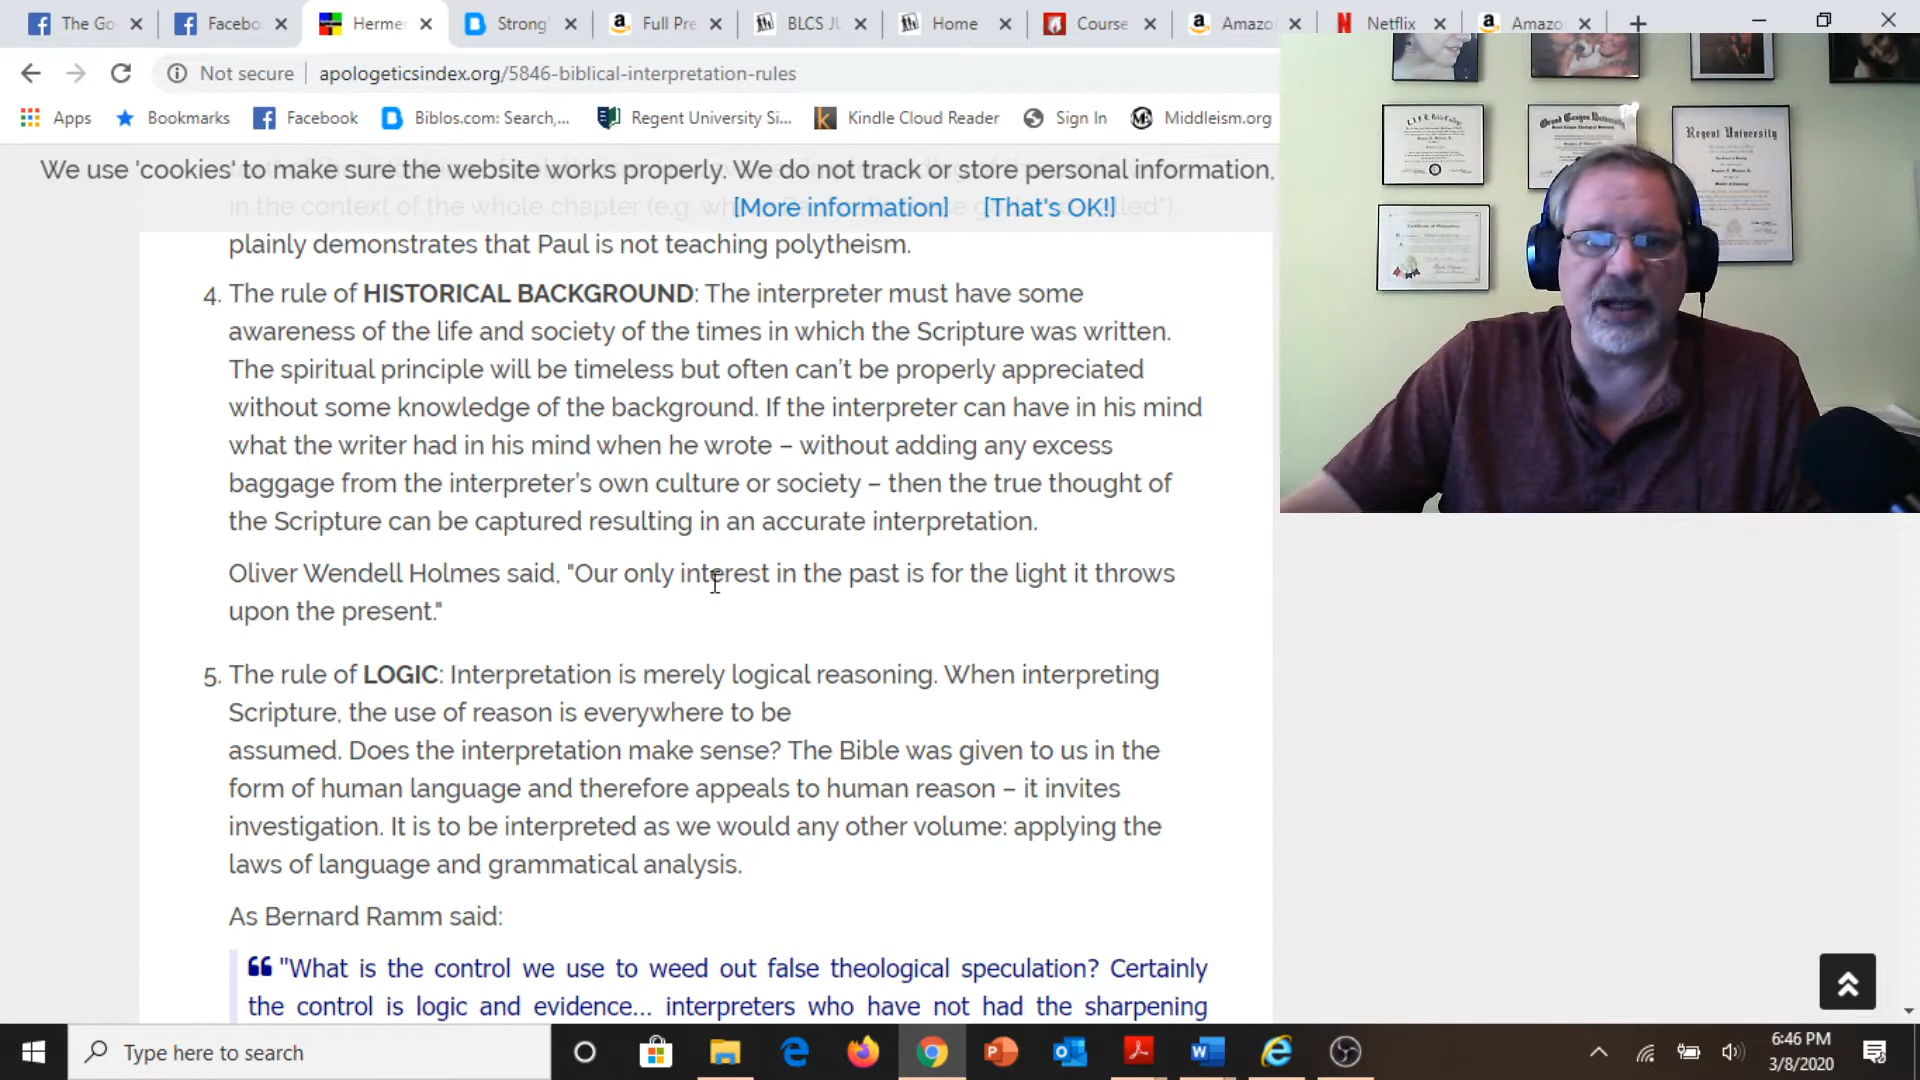 The Go
Facebo
Hermer
Strong'
Full Pre
BLCS JU
Home
Course
Amazo
Netflix
Amazo
Not secure
apologeticsindex.org/5846-biblical-interpretation-rules
Apps
Bookmarks
Facebook
Biblos.com: Search,...
Regent University Si...
Kindle Cloud Reader
Sign In
Middleism.org
We use 'cookies' to make sure the website works properly. We do not track or store personal information,
in the context of the whole chapter (e.g
[More information] [That's OK!]
plainly demonstrates that Paul is not teaching polytheism.
4. The rule of HISTORICAL BACKGROUND: The interpreter must have some
awareness of the life and society of the times in which the Scripture was written.
The spiritual principle will be timeless but often can't be properly appreciated
without some knowledge of the background. If the interpreter can have in his mind
what the writer had in his mind when he wrote – without adding any excess
baggage from the interpreter's own culture or society – then the true thought of
the Scripture can be captured resulting in an accurate interpretation.
Oliver Wendell Holmes said, "Our only interest in the past is for the light it throws
upon the present."
5. The rule of LOGIC: Interpretation is merely logical reasoning. When interpreting
Scripture, the use of reason is everywhere to be
assumed. Does the interpretation make sense? The Bible was given to us in the
form of human language and therefore appeals to human reason – it invites
investigation. It is to be interpreted as we would any other volume: applying the
laws of language and grammatical analysis.
As Bernard Ramm said:
"What is the control we use to weed out false theological speculation? Certainly
the control is logic and evidence... interpreters who have not had the sharpening
Regent University
Type here to search
6:46 PM
3/8/2020